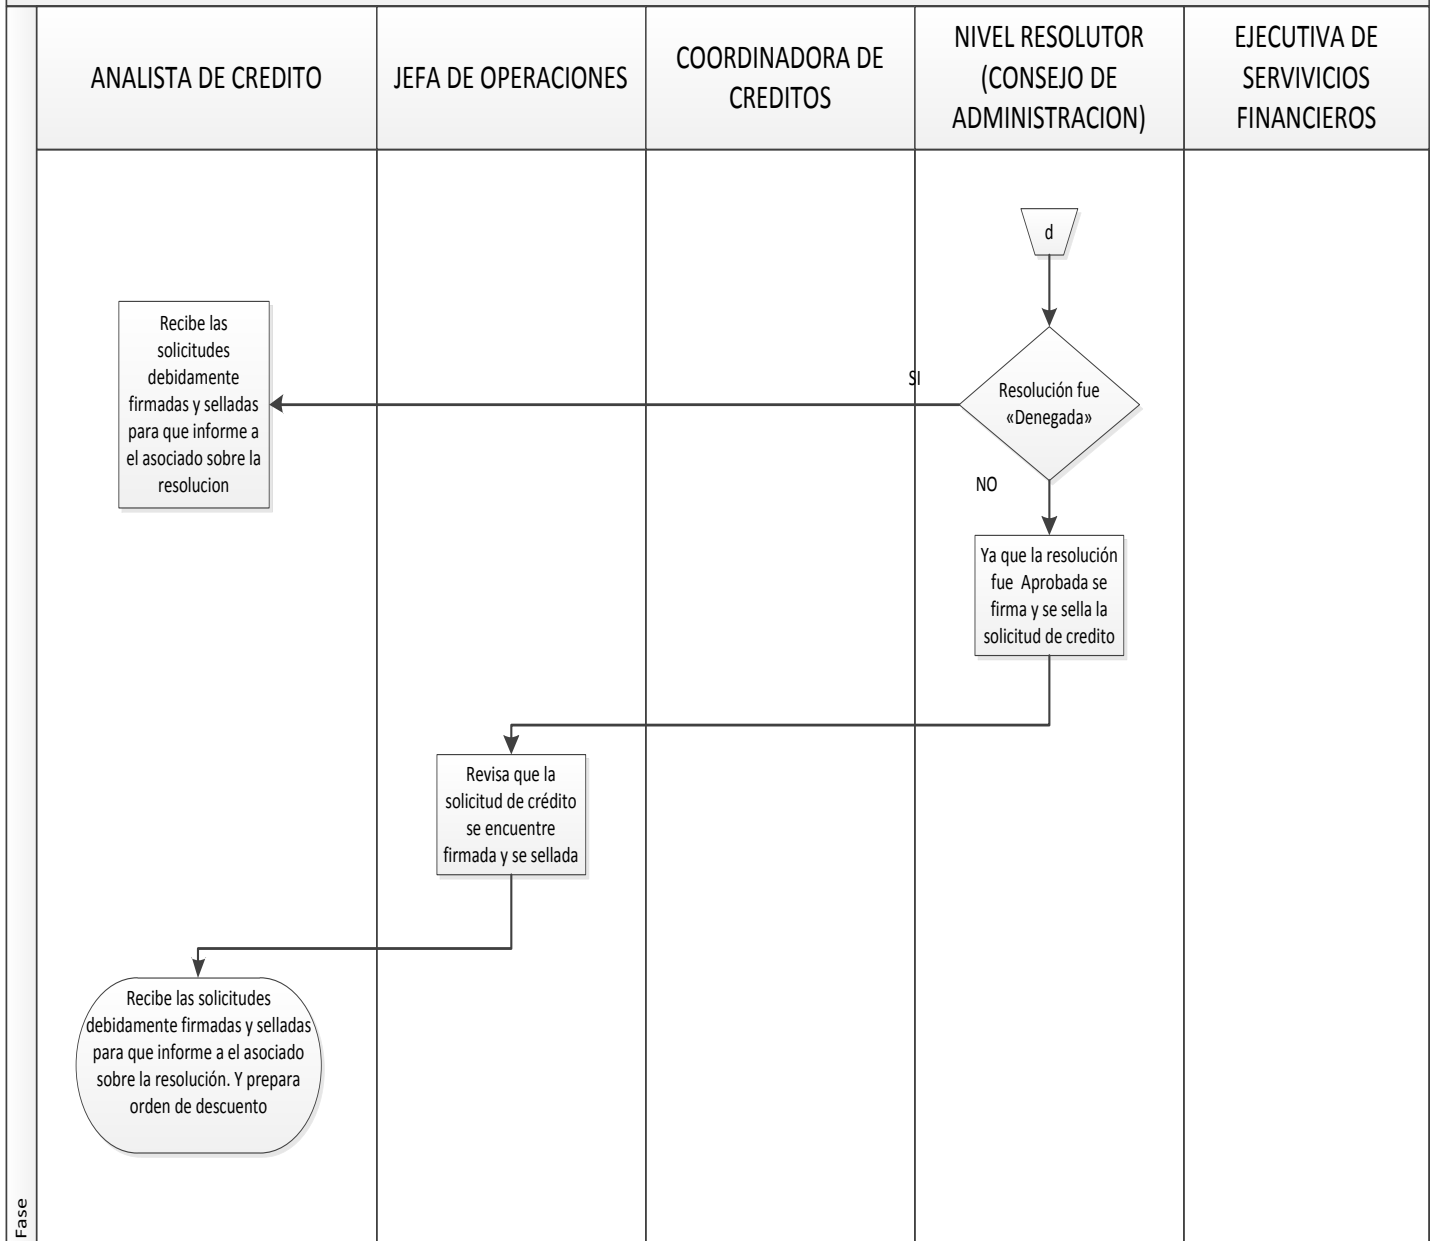 ANALISTA DE CREDITO
JEFA DE OPERACIONES
COORDINADORA DE
CREDITOS
NIVEL RESOLUTOR
(CONSEJO DE
ADMINISTRACION)
EJECUTIVA DE
SERVIVICIOS
FINANCIEROS
d
Recibe las
solicitudes
debidamente
firmadas y selladas
para que informe a
el asociado sobre la
resolucion
SI
Resolución fue
«Denegada»
NO
Ya que la resolución
fue Aprobada se
firma y se sella la
solicitud de credito
Revisa que la
solicitud de crédito
se encuentre
firmada y se sellada
Recibe las solicitudes
debidamente firmadas y selladas
para que informe a el asociado
sobre la resolución. Y prepara
orden de descuento
Fase